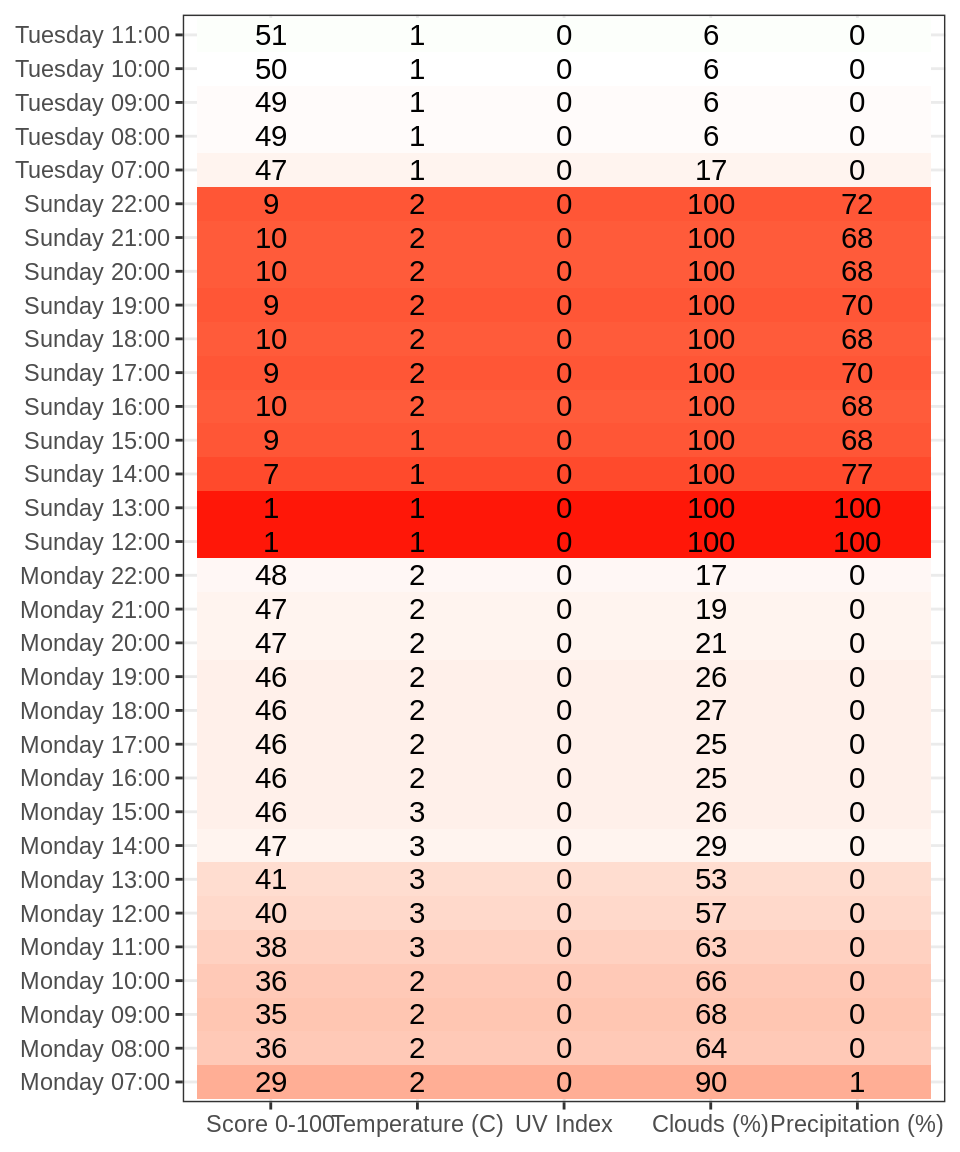 Tuesday 11:00 51 1 0 6 0
Tuesday 10:00 50 1 0 6 0
Tuesday 09:00 49 1 0 6 0
Tuesday 08:00 49 1 0 6 0
Tuesday 07:00 47 1 0 17 0
Sunday 22:00 9 2 0 100 72
Sunday 21:00 10 2 0 100 68
Sunday 20:00 10 2 0 100 68
Sunday 19:00 9 2 0 100 70
Sunday 18:00 10 2 0 100 68
Sunday 17:00 9 2 0 100 70
Sunday 16:00 10 2 0 100 68
Sunday 15:00 9 1 0 100 68
Sunday 14:00 7 1 0 100 77
Sunday 13:00 1 1 0 100 100
Sunday 12:00 1 1 0 100 100
Monday 22:00 48 2 0 17 0
Monday 21:00 47 2 0 19 0
Monday 20:00 47 2 0 21 0
Monday 19:00 46 2 0 26 0
Monday 18:00 46 2 0 27 0
Monday 17:00 46 2 0 25 0
Monday 16:00 46 2 0 25 0
Monday 15:00 46 3 0 26 0
Monday 14:00 47 3 0 29 0
Monday 13:00 41 3 0 53 0
Monday 12:00 40 3 0 57 0
Monday 11:00 38 3 0 63 0
Monday 10:00 36 2 0 66 0
Monday 09:00 35 2 0 68 0
Monday 08:00 36 2 0 64 0
Monday 07:00 29 2 0 90 1
Score 0-100 Temperature (C) UV Index Clouds (%) Precipitation (%)